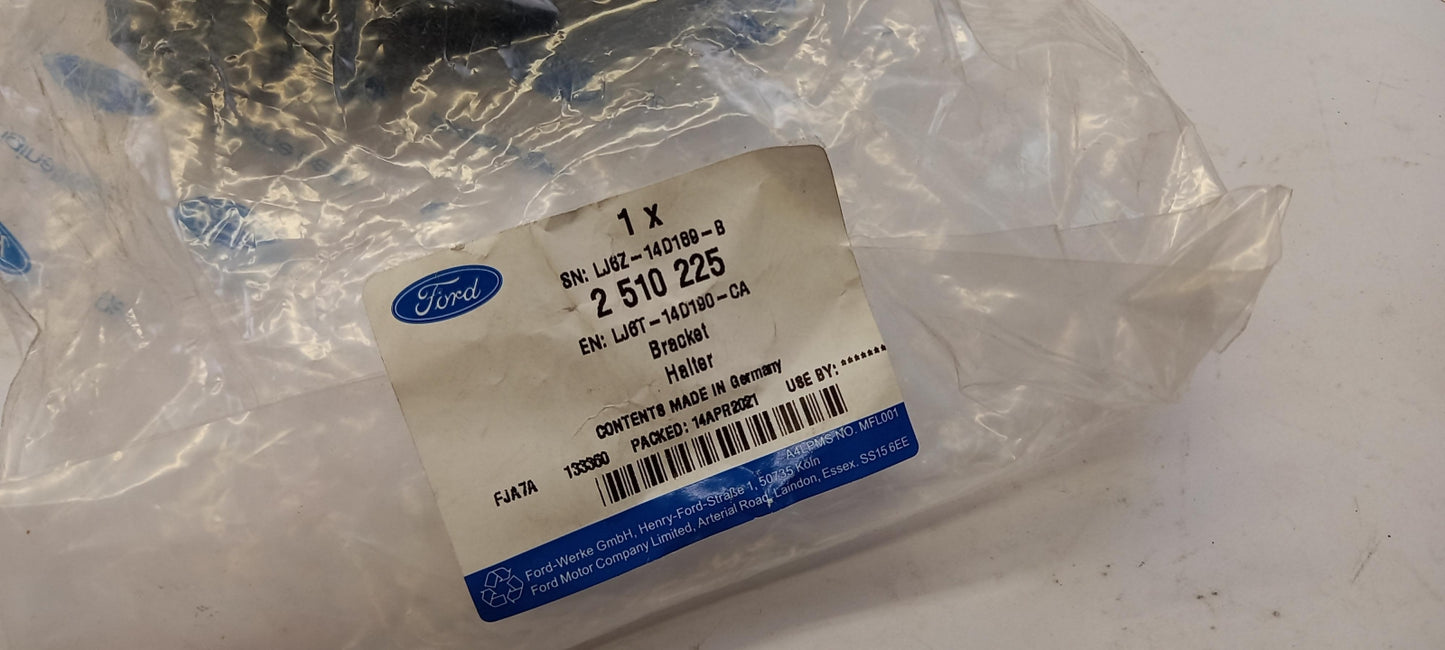 Ford
1 x
SN: LJ6Z-14D189-B
2 510 225
EN: LJ6T-14D190-CA
Bracket
Halter
CONTENTS MADE IN Germany
PACKED: 14APR2021 USE BY: *******
FJA7A 133360
A4LPMS NO. MFL001
Ford-Werke GmbH, Henry-Ford-Straße 1, 50735 Köln
Ford Motor Company Limited, Arterial Road, Laindon, Essex. SS15 6EE